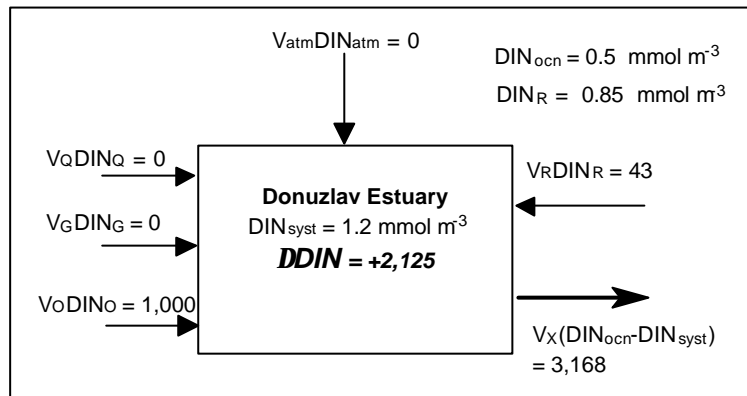 VatmDINatm = 0
DINocn = 0.5 mmol m-3
DINR = 0.85 mmol m-3
VQDINQ = 0
VGDING = 0
VODINO = 1,000
Donuzlav Estuary
DINsyst = 1.2 mmol m-3
DDIN = +2,125
VRDINR = 43
VX(DINocn-DINsyst)
= 3,168